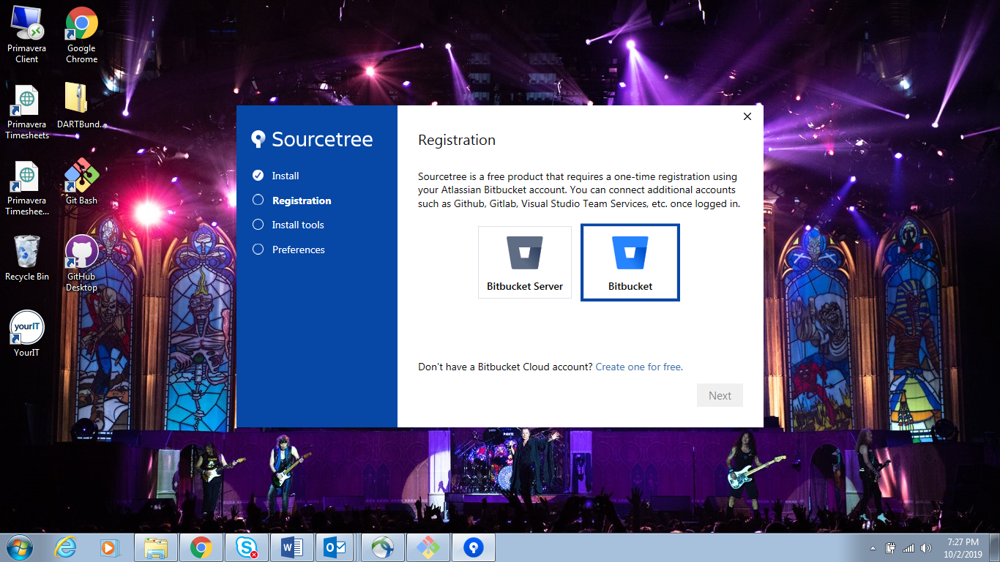 Primavera
Client
Google
Chrome
Primavera
Timesheets
DARTBund...
Primavera
Timeshee...
Git Bash
Recycle Bin
GitHub
Desktop
yourIT
YourIT
Sourcetree
Install
Registration
Install tools
Preferences
Registration
Sourcetree is a free product that requires a one-time registration using
your Atlassian Bitbucket account. You can connect additional accounts
such as Github, Gitlab, Visual Studio Team Services, etc. once logged in.
Bitbucket Server
Bitbucket
Don't have a Bitbucket Cloud account? Create one for free.
Next
7:27 PM
10/2/2019